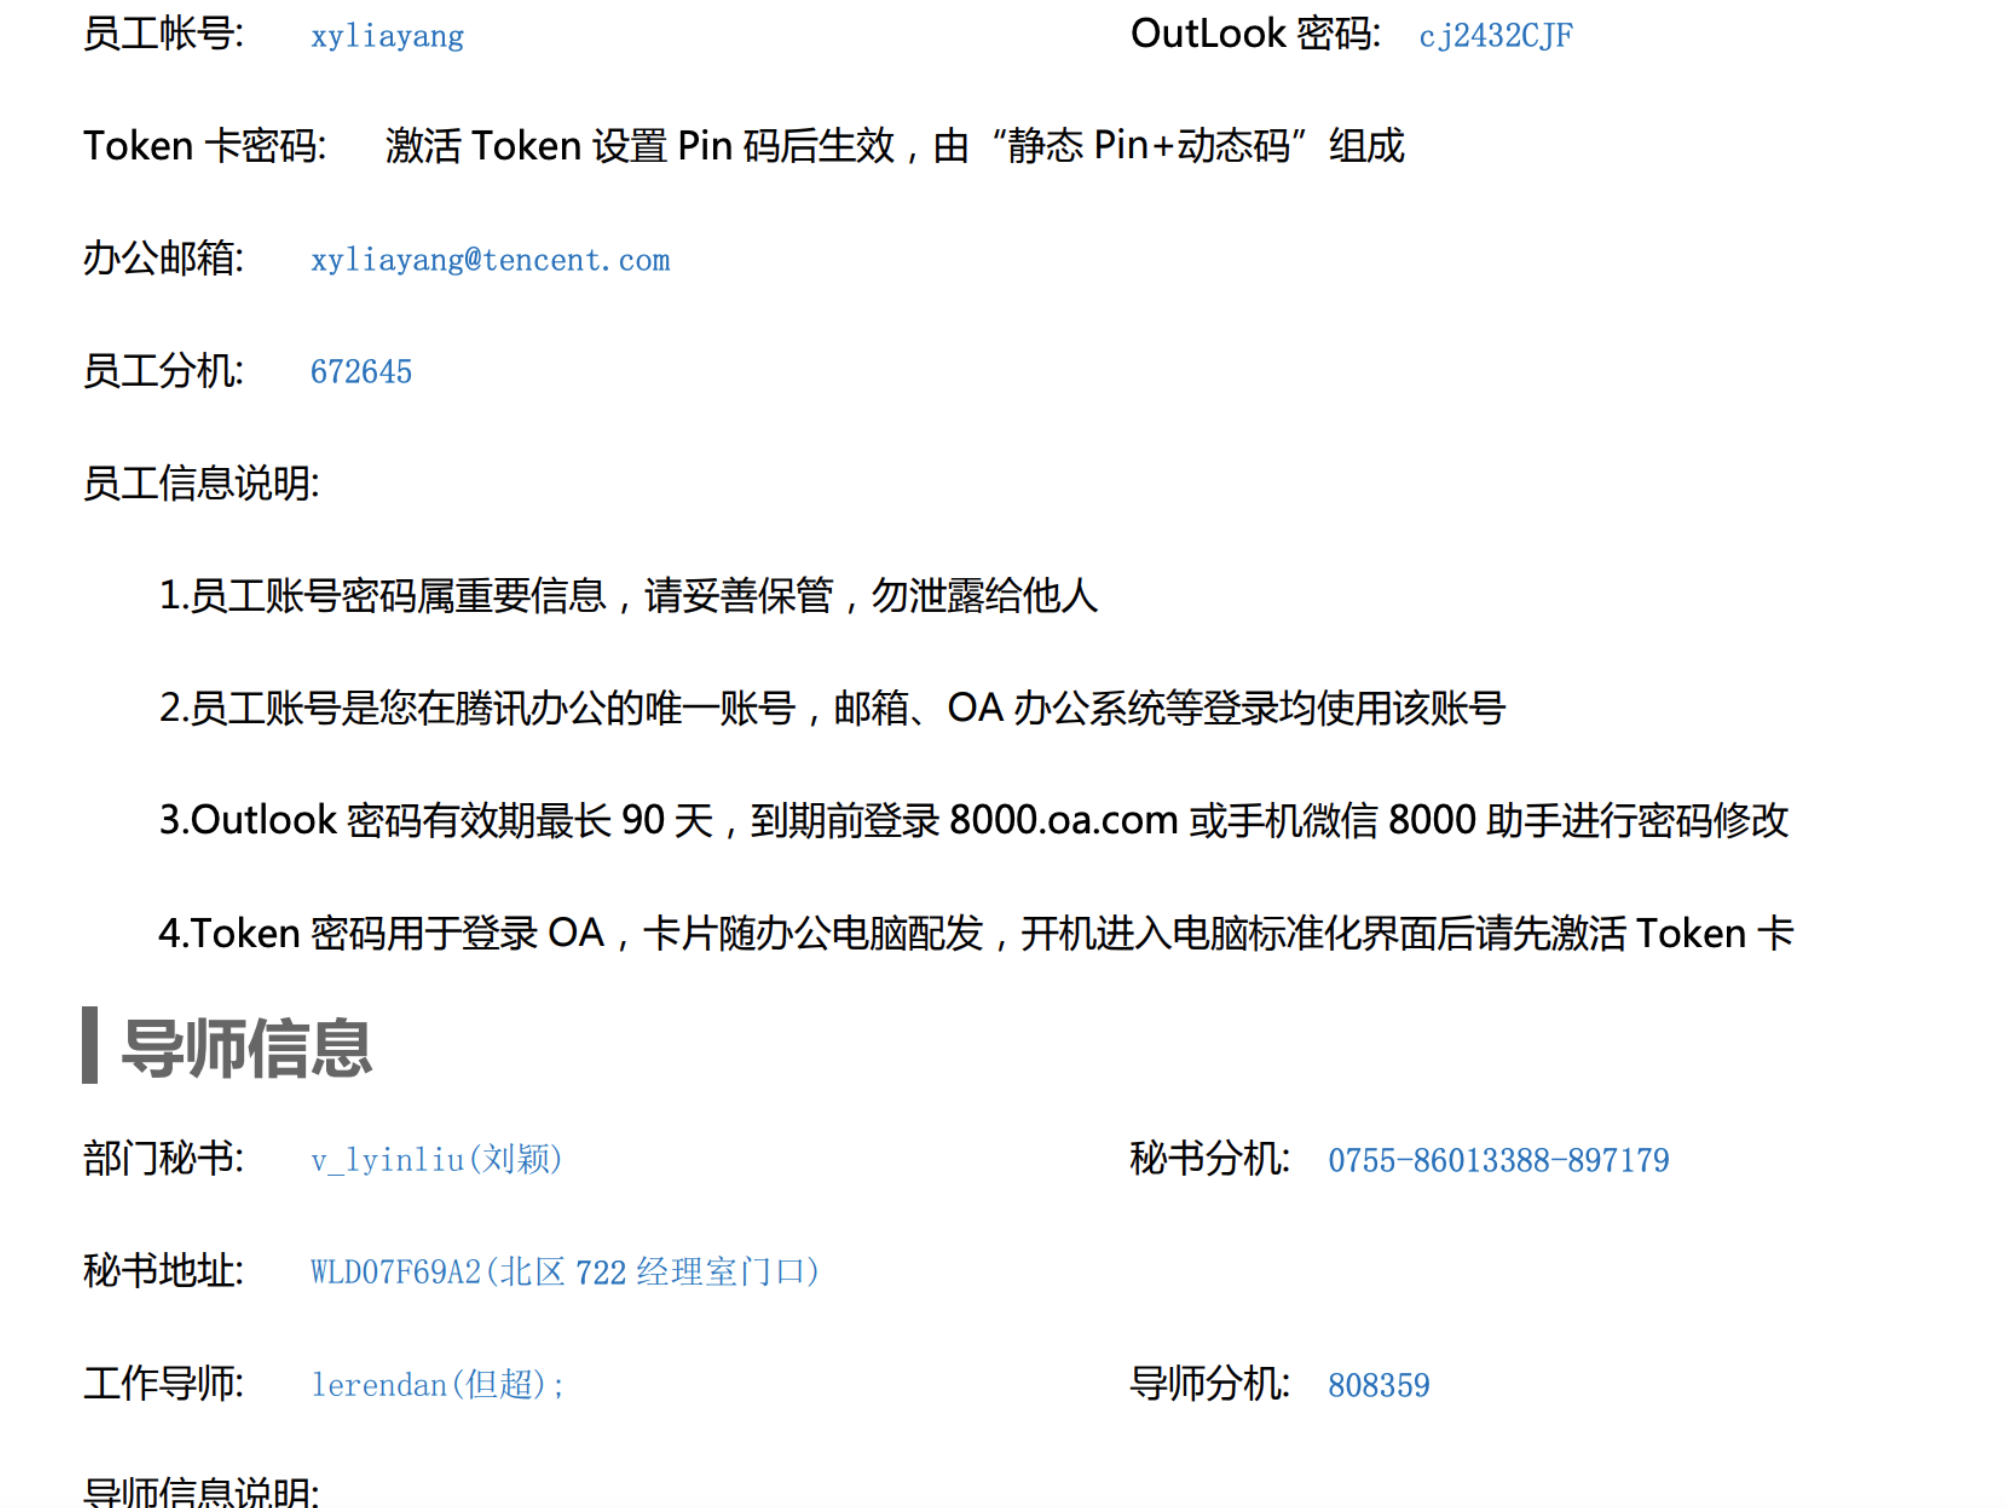 员工帐号: xyliayang OutLook 密码: cj2432CJF
Token 卡密码: 激活 Token 设置 Pin 码后生效，由“静态 Pin+动态码”组成
办公邮箱: xyliayang@tencent.com
员工分机: 672645
员工信息说明:
1.员工账号密码属重要信息，请妥善保管，勿泄露给他人
2.员工账号是您在腾讯办公的唯一账号，邮箱、OA 办公系统等登录均使用该账号
3.Outlook 密码有效期最长 90 天，到期前登录 8000.oa.com 或手机微信 8000 助手进行密码修改
4.Token 密码用于登录 OA，卡片随办公电脑配发，开机进入电脑标准化界面后请先激活 Token 卡
导师信息
部门秘书: v_lyinliu(刘颖) 秘书分机: 0755-86013388-897179
秘书地址: WLD07F69A2(北区 722 经理室门口)
工作导师: lerendan(但超); 导师分机: 808359
导师信息说明: